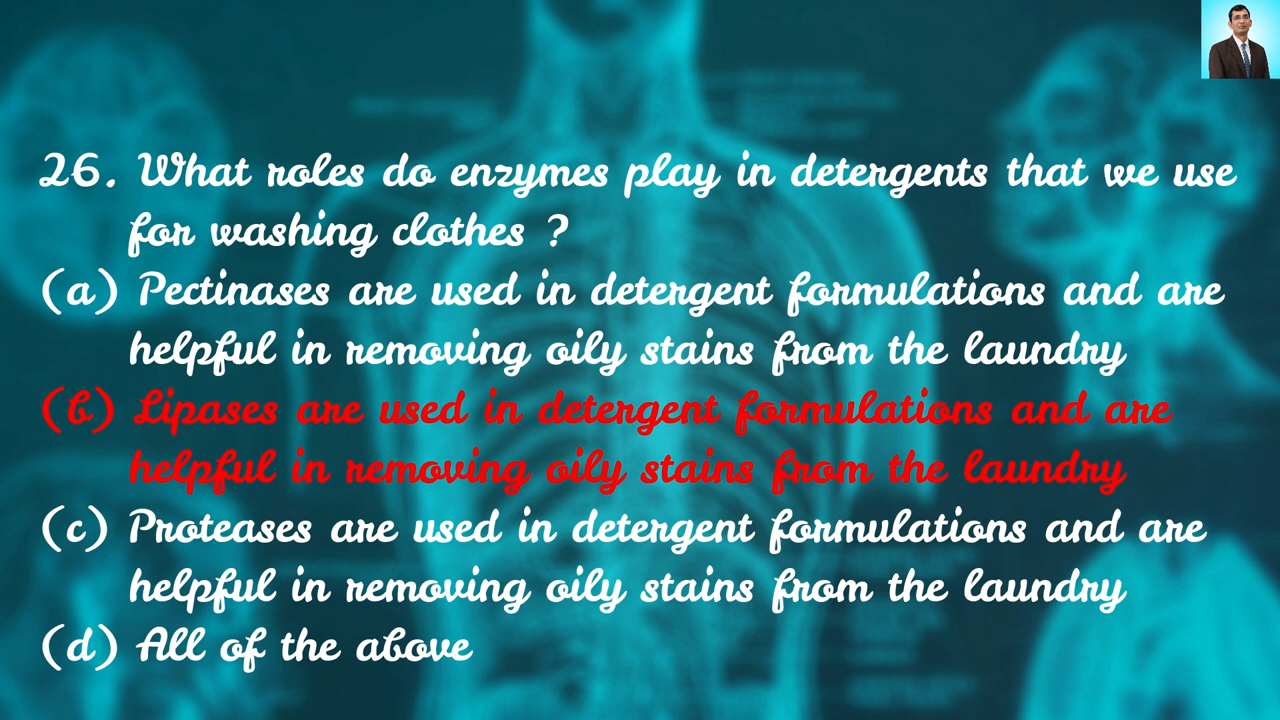 26. What roles do enzymes play in detergents that we use
for washing clothes ?
(a) Pectinases are used in detergent formulations and are
helpful in removing oily stains from the laundry
(b) Lipases are used in detergent formulations and are
helpful in removing oily stains from the laundry
(c) Proteases are used in detergent formulations and are
helpful in removing oily stains from the laundry
(d) All of the above